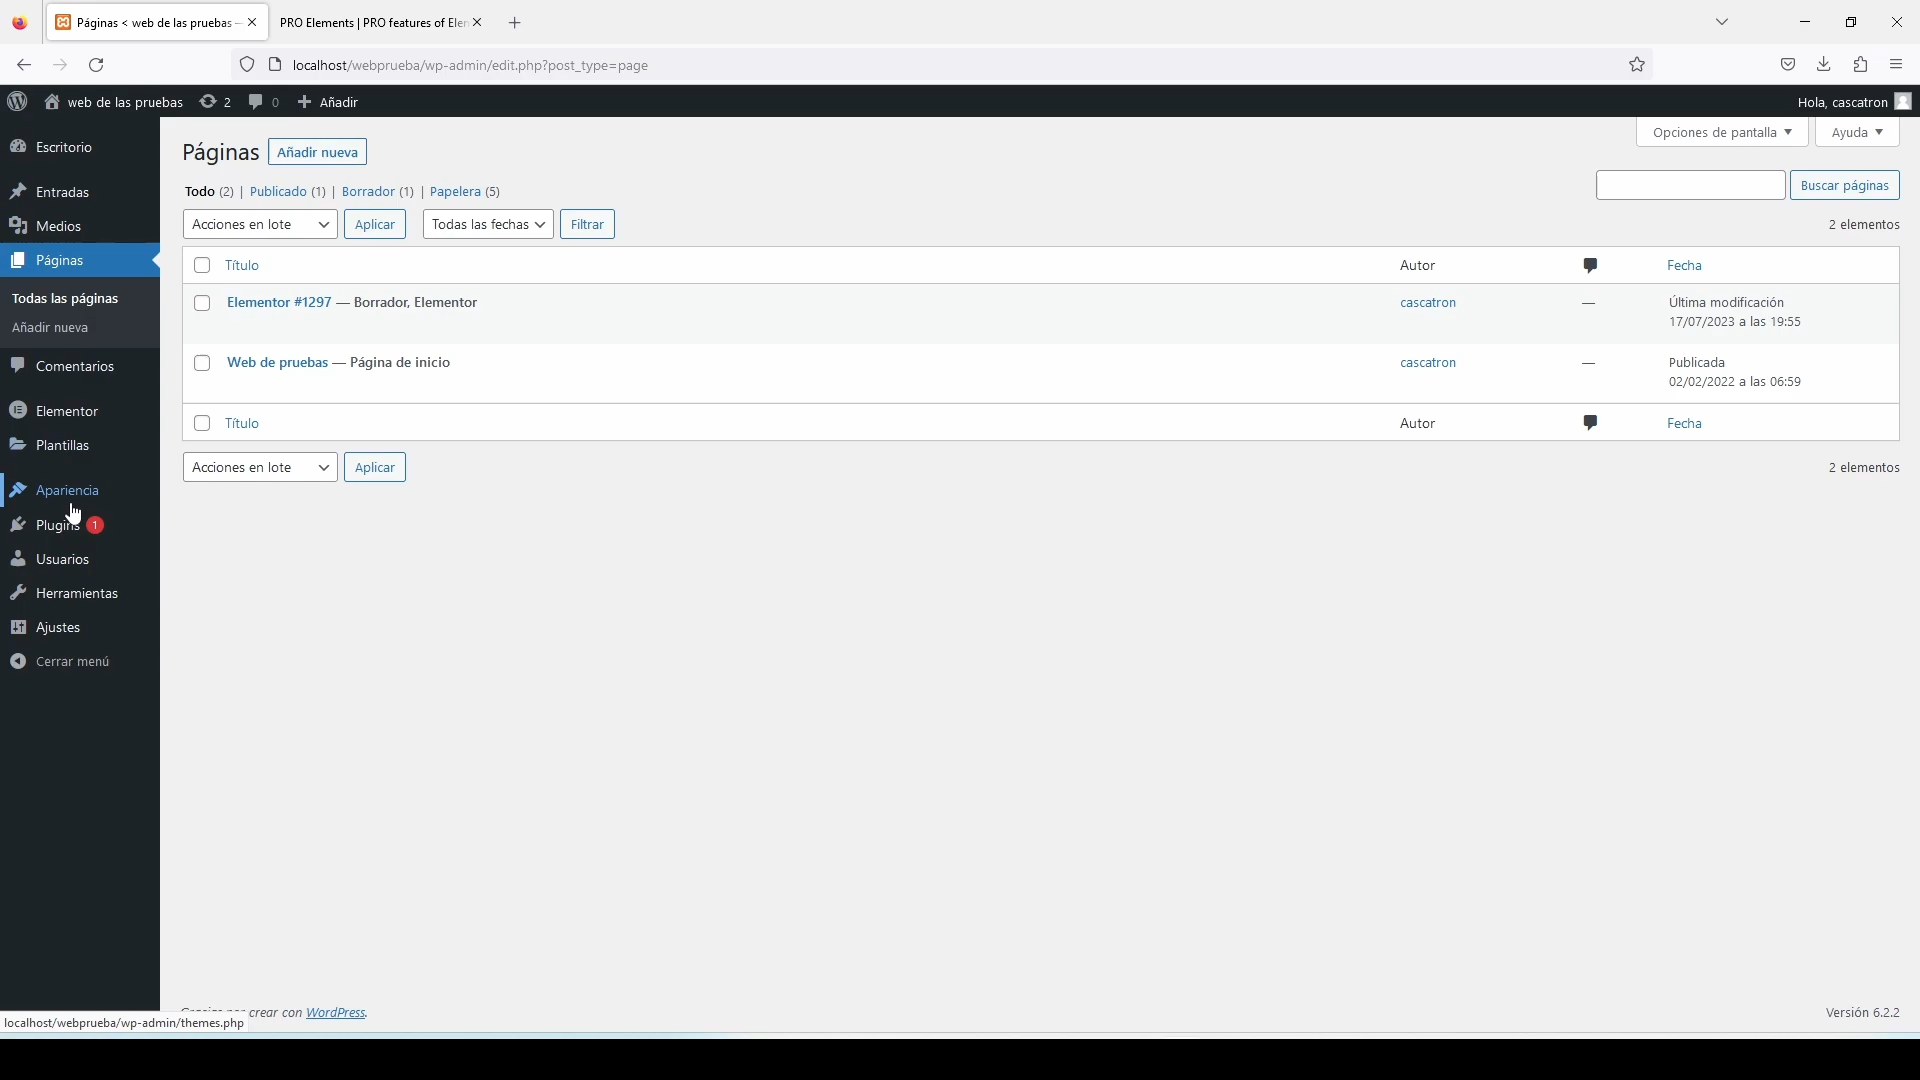 Páginas < web de las pruebas —
PRO Elements | PRO features of Elem
localhost/webprueba/wp-admin/edit.php?post_type=page
web de las pruebas 2 0 Añadir Hola, cascatron
Opciones de pantalla Ayuda
Escritorio
Entradas
Medios
Páginas
Todas las páginas
Añadir nueva
Comentarios
Elementor
Plantillas
Apariencia
Plugins 1
Usuarios
Herramientas
Ajustes
Cerrar menú
Páginas Añadir nueva
Todo (2) | Publicado (1) | Borrador (1) | Papelera (5)
Buscar páginas
Acciones en lote Aplicar Todas las fechas Filtrar 2 elementos
Título Autor Fecha
Elementor #1297 — Borrador, Elementor cascatron — Última modificación
17/07/2023 a las 19:55
Web de pruebas — Página de inicio cascatron — Publicada
02/02/2022 a las 06:59
Título Autor Fecha
Acciones en lote Aplicar 2 elementos
crear con WordPress. Versión 6.2.2
localhost/webprueba/wp-admin/themes.php